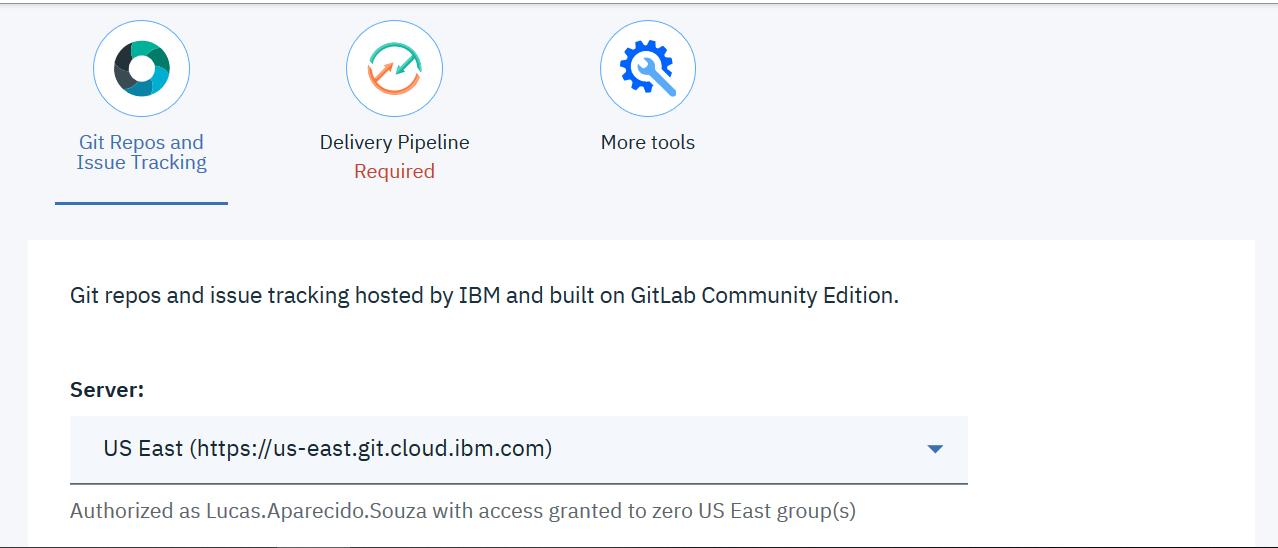 Git Repos and
Issue Tracking
Delivery Pipeline
Required
More tools
Git repos and issue tracking hosted by IBM and built on GitLab Community Edition.
Server:
US East (https://us-east.git.cloud.ibm.com)
Authorized as Lucas.Aparecido.Souza with access granted to zero US East group(s)